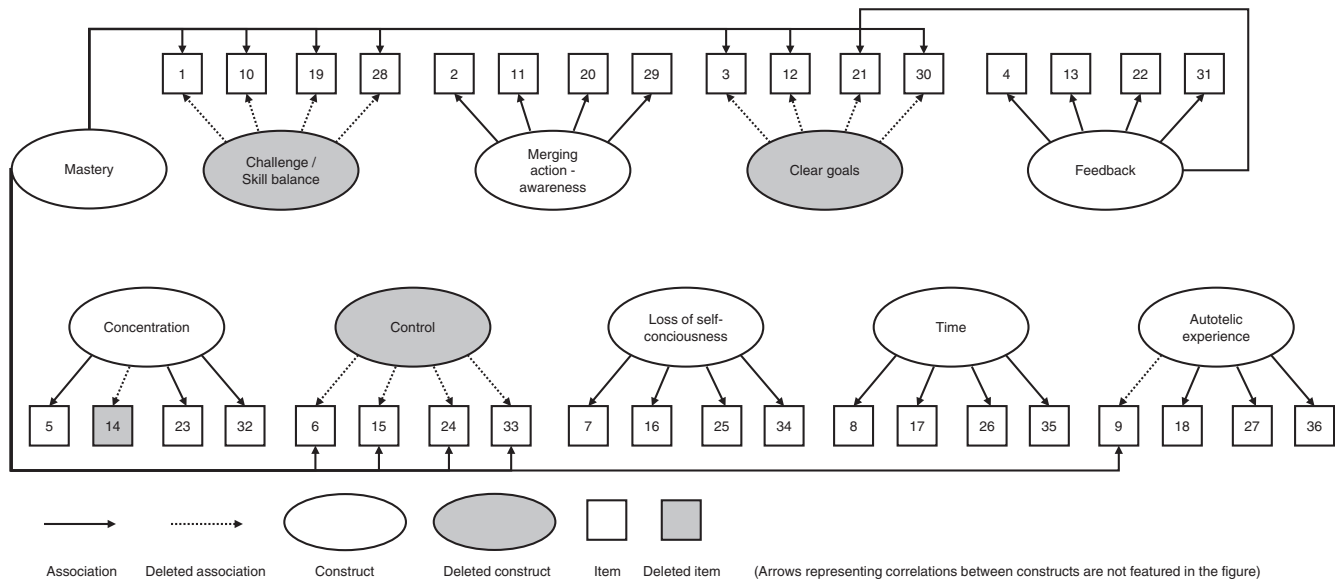 1 10 19 28 2 11 20 29 3 12 21 30 4 13 22 31
Mastery
Challenge /
Skill balance
Merging
action -
awareness
Clear goals
Feedback
Concentration
Control
Loss of self-
conciousness
Time
Autotelic
experience
5 14 23 32 6 15 24 33 7 16 25 34 8 17 26 35 9 18 27 36
Association
Deleted association
Construct
Deleted construct
Item
Deleted item
(Arrows representing correlations between constructs are not featured in the figure)